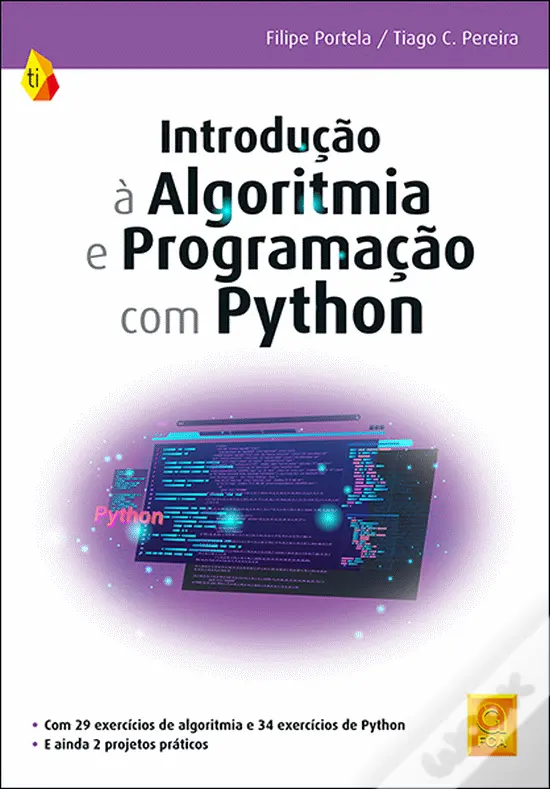 Filipe Portela / Tiago C. Pereira
ti
Introdução
à Algoritmia
e Programação
com Python
Python
• Com 29 exercícios de algoritmia e 34 exercícios de Python
• E ainda 2 projetos práticos
FCA
wook